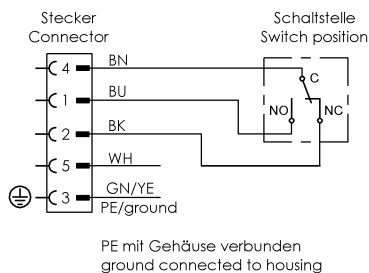 Stecker
Connector
Schaltstelle
Switch position
4 BN
C
1 BU
NO NC
2 BK
5 WH
3 GN/YE
PE/ground
PE mit Gehäuse verbunden
ground connected to housing